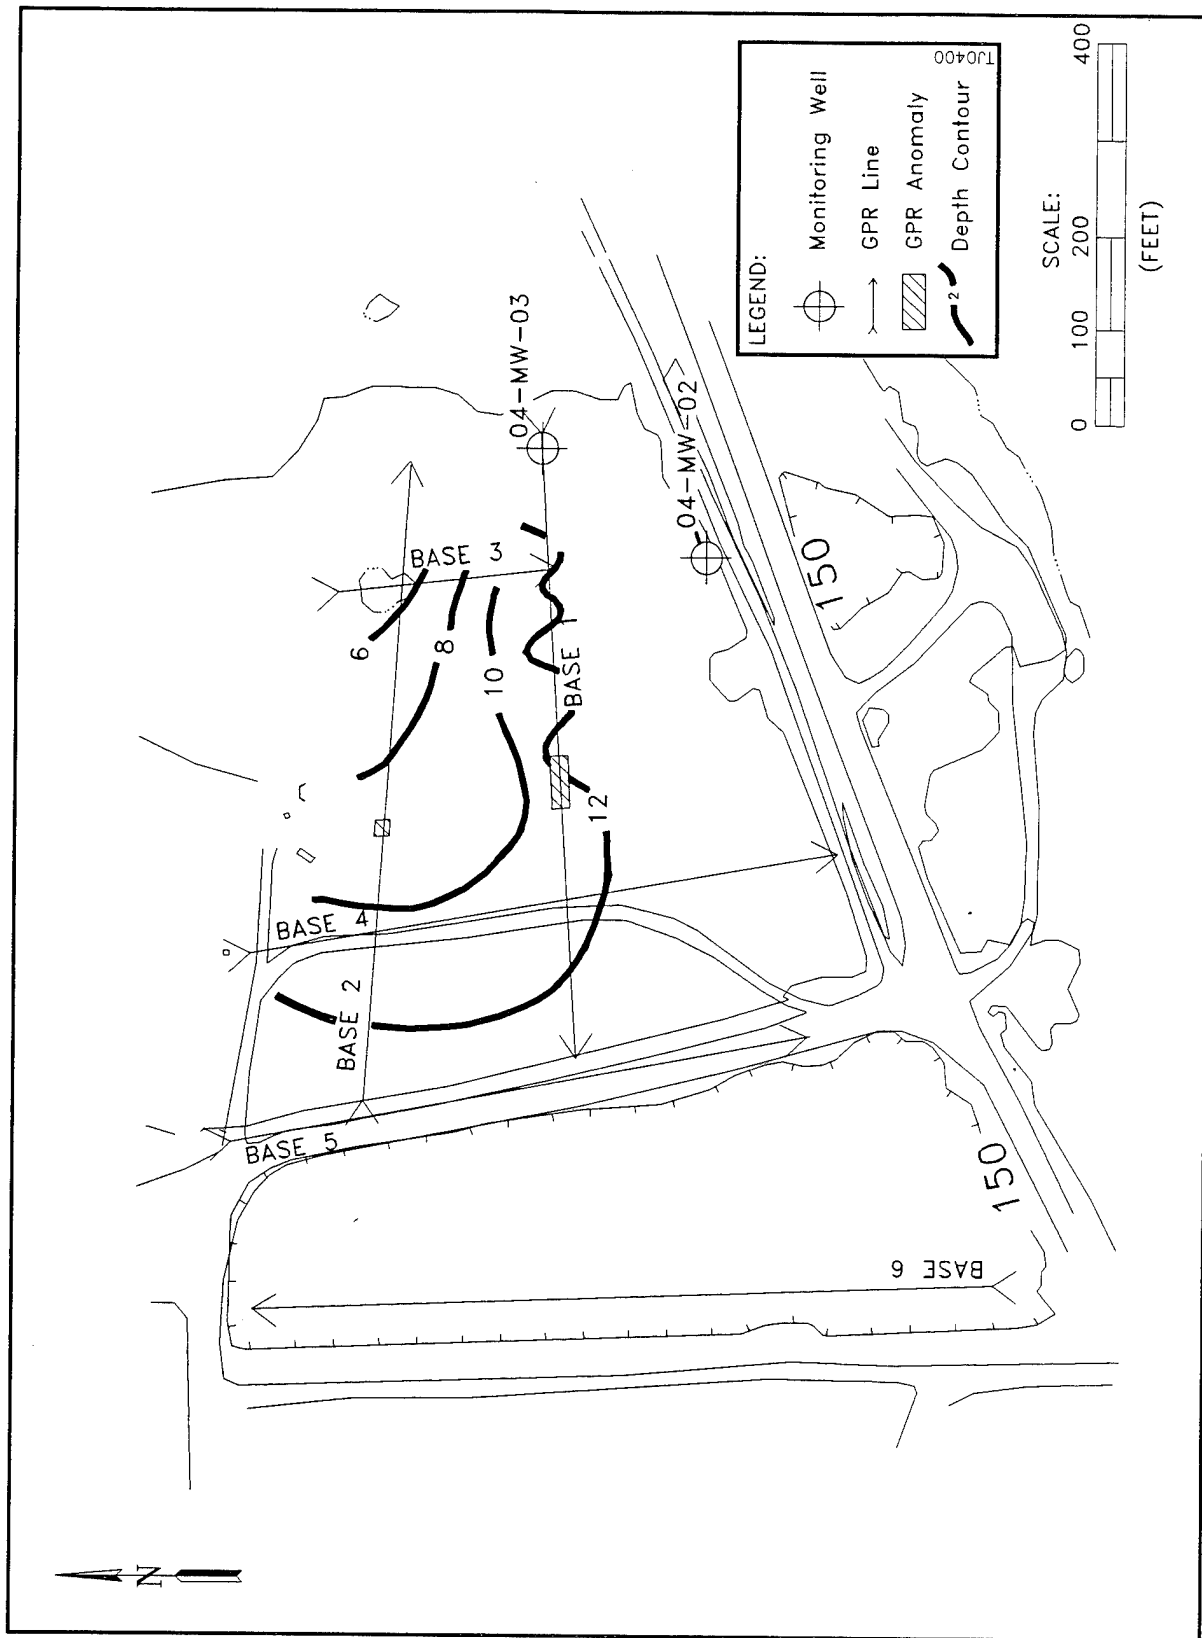 N
BASE 6
BASE 5
BASE 2
BASE 4
BASE 3
BASE 1
6
8
10
12
04-MW-03
04-MW-02
150
150
LEGEND:
Monitoring Well
GPR Line
GPR Anomaly
2 Depth Contour
TJ0400
SCALE:
0 100 200 400
(FEET)